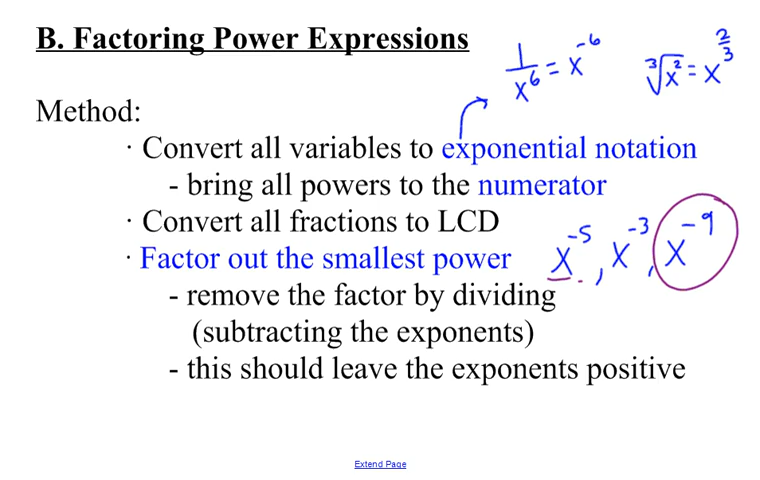 B. Factoring Power Expressions
1/x⁶ = x⁻⁶
∛x² = x^(2/3)
Method:
· Convert all variables to exponential notation
- bring all powers to the numerator
· Convert all fractions to LCD
· Factor out the smallest power
x⁻⁵, x⁻³, x⁻⁹
- remove the factor by dividing
(subtracting the exponents)
- this should leave the exponents positive
Extend Page